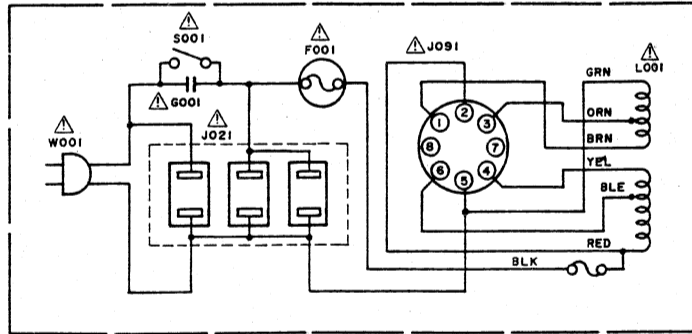 S001
F001
J091
L001
G001
W001
J021
GRN
ORN
BRN
YEL
BLE
RED
BLK
1
2
3
8
7
6
5
4